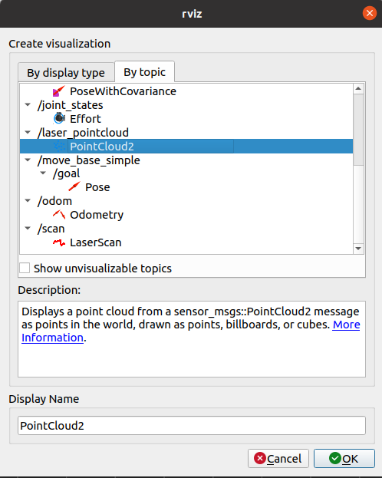 rviz
Create visualization
By display type
By topic
PoseWithCovariance
/joint_states
Effort
/laser_pointcloud
PointCloud2
/move_base_simple
/goal
Pose
/odom
Odometry
/scan
LaserScan
Show unvisualizable topics
Description:
Displays a point cloud from a sensor_msgs::PointCloud2 message
as points in the world, drawn as points, billboards, or cubes. More
Information.
Display Name
PointCloud2
Cancel
OK